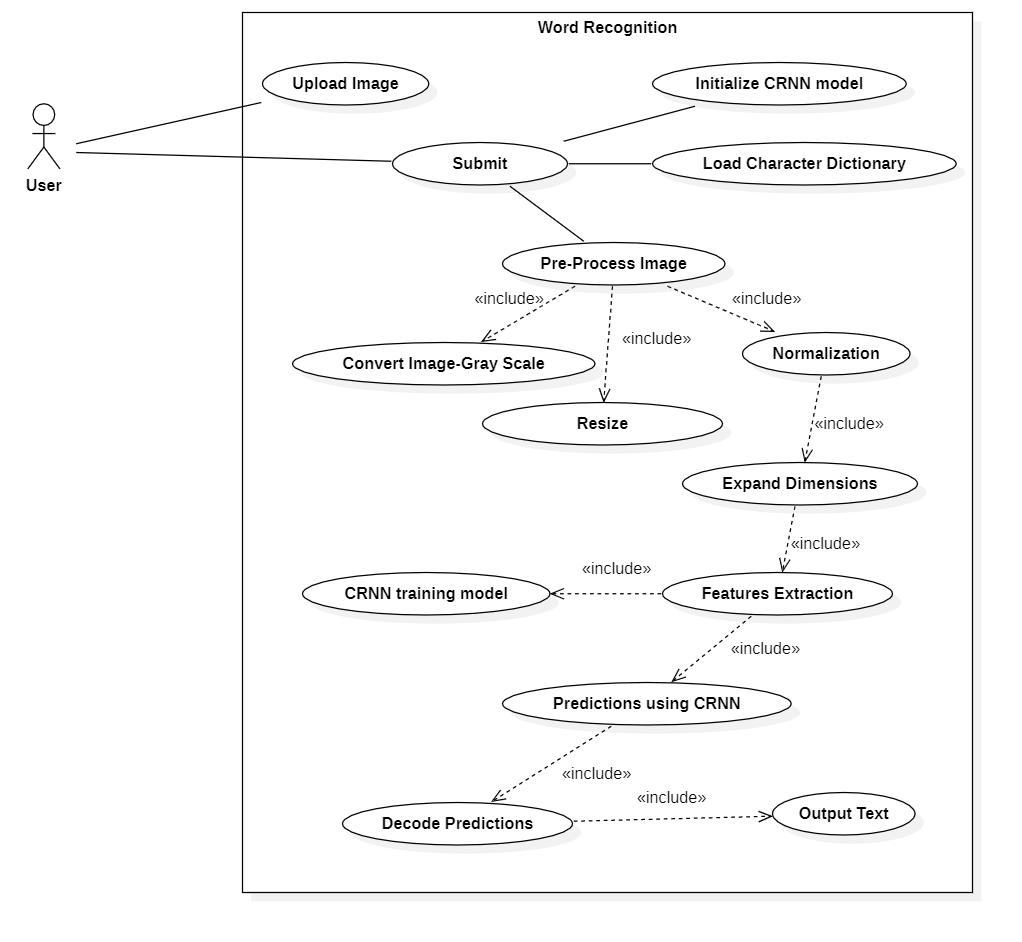 Word Recognition
Upload Image
Initialize CRNN model
User
Submit
Load Character Dictionary
Pre-Process Image
«include»
«include»
«include»
Convert Image-Gray Scale
Normalization
Resize
«include»
Expand Dimensions
«include»
«include»
CRNN training model
Features Extraction
«include»
Predictions using CRNN
«include»
«include»
Decode Predictions
Output Text